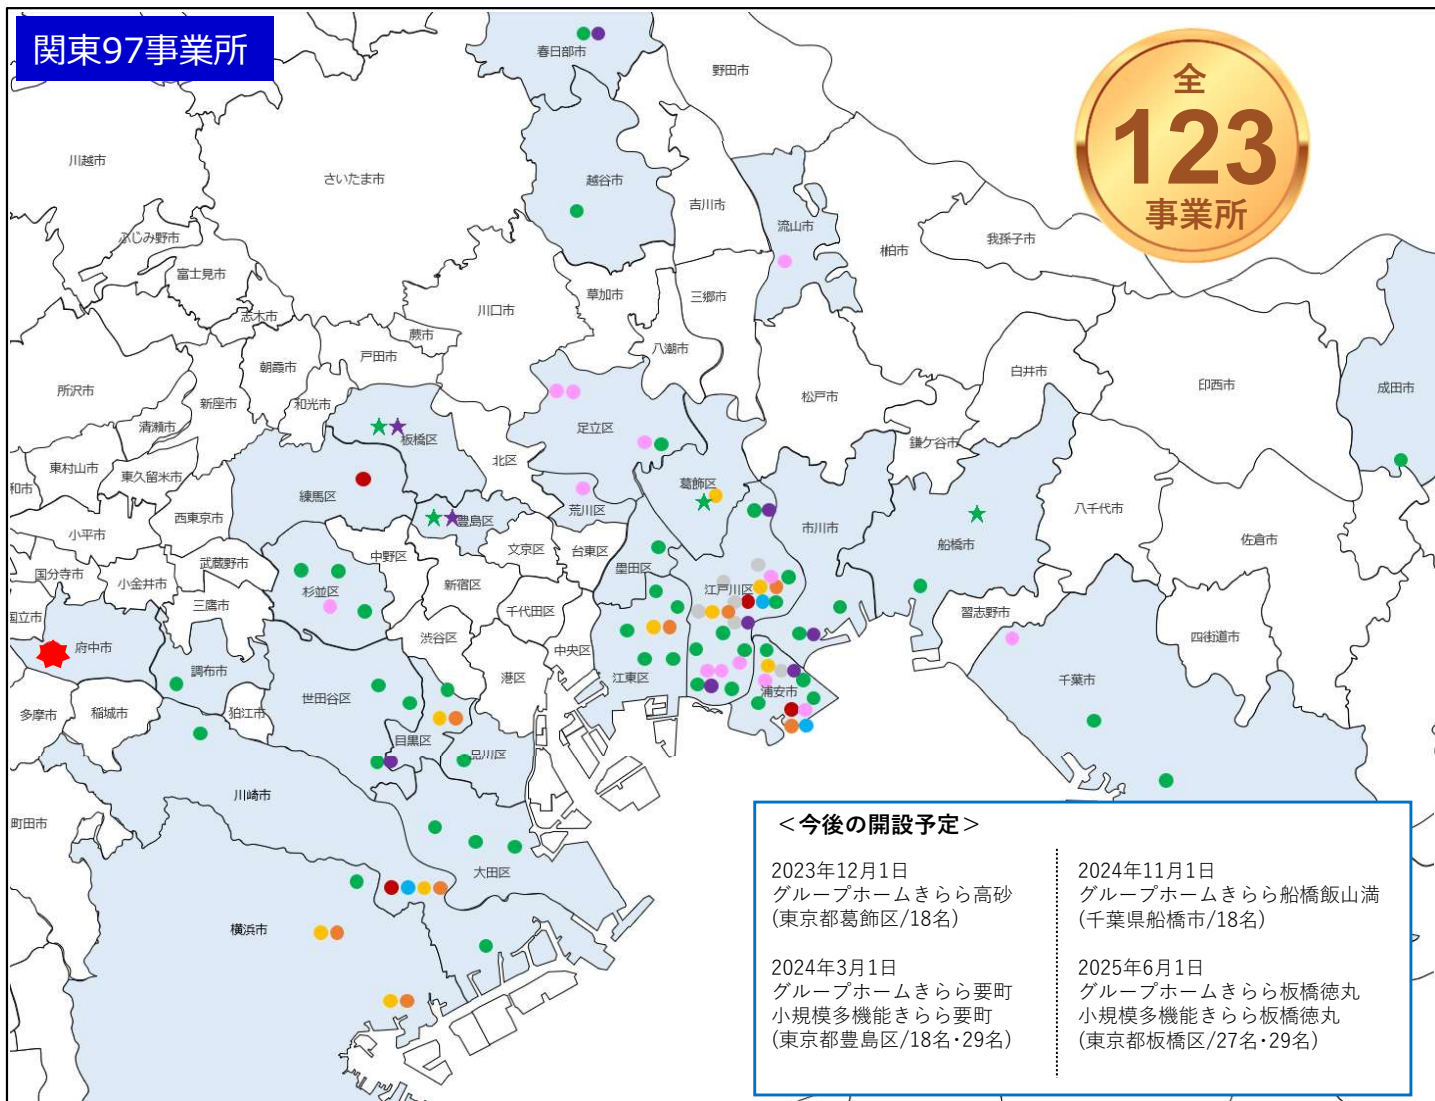 関東97事業所
全
123
事業所
春日部市
野田市
川越市
さいたま市
越谷市
吉川市
流山市
柏市
我孫子市
ふじみ野市
富士見市
志木市
川口市
草加市
三郷市
蕨市
八潮市
戸田市
朝霞市
所沢市
新座市
和光市
清瀬市
板橋区
足立区
松戸市
白井市
印西市
成田市
鎌ケ谷市
東村山市
東久留米市
北区
練馬区
葛飾区
荒川区
豊島区
市川市
船橋市
八千代市
佐倉市
和市
西東京市
小平市
武蔵野市
中野区
文京区
台東区
墨田区
国分寺市
小金井市
杉並区
新宿区
江戸川区
国立市
三鷹市
千代田区
習志野市
四街道市
渋谷区
中央区
府中市
調布市
世田谷区
港区
江東区
浦安市
千葉市
多摩市
稲城市
狛江市
目黒区
品川区
川崎市
町田市
大田区
横浜市
＜今後の開設予定＞
2023年12月1日
グループホームきらら高砂
(東京都葛飾区/18名)
2024年3月1日
グループホームきらら要町
小規模多機能きらら要町
(東京都豊島区/18名･29名)
2024年11月1日
グループホームきらら船橋飯山満
(千葉県船橋市/18名)
2025年6月1日
グループホームきらら板橋徳丸
小規模多機能きらら板橋徳丸
(東京都板橋区/27名･29名)